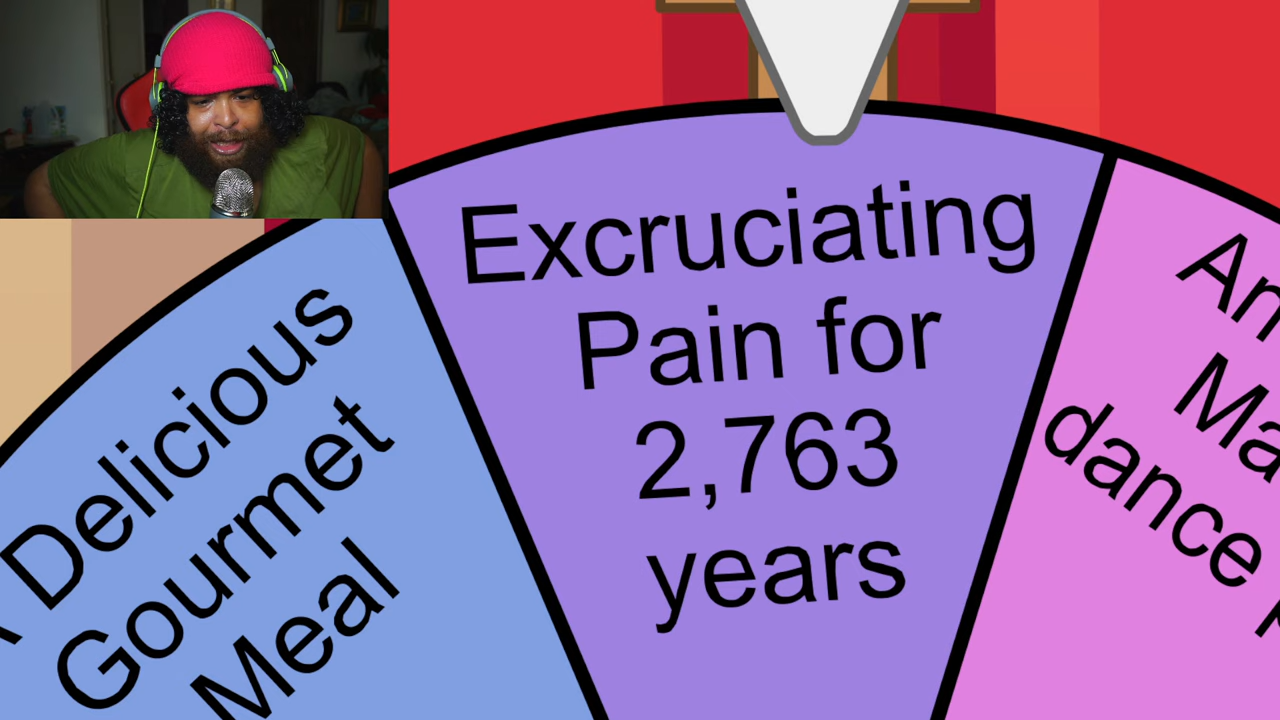 Delicious
Gourmet
Meal
Excruciating
Pain for
2,763
years
dance